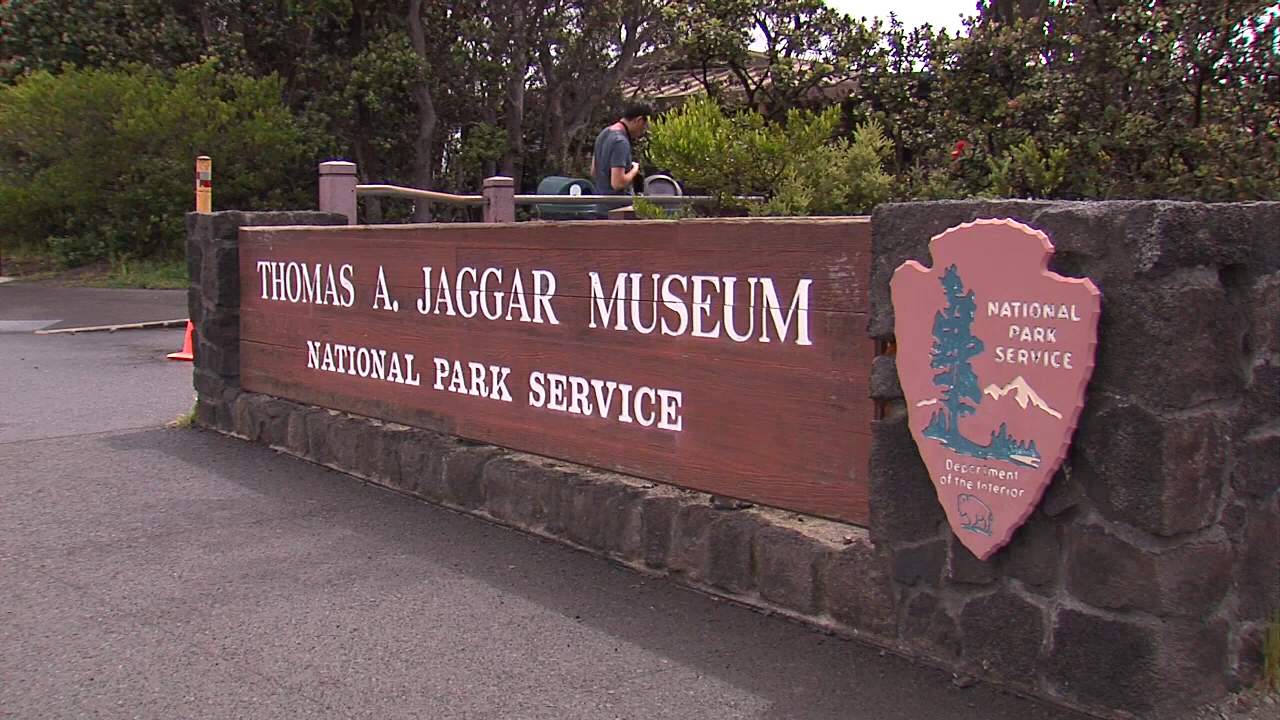 THOMAS A. JAGGAR MUSEUM
NATIONAL PARK SERVICE
NATIONAL
PARK
SERVICE
Department
of the Interior